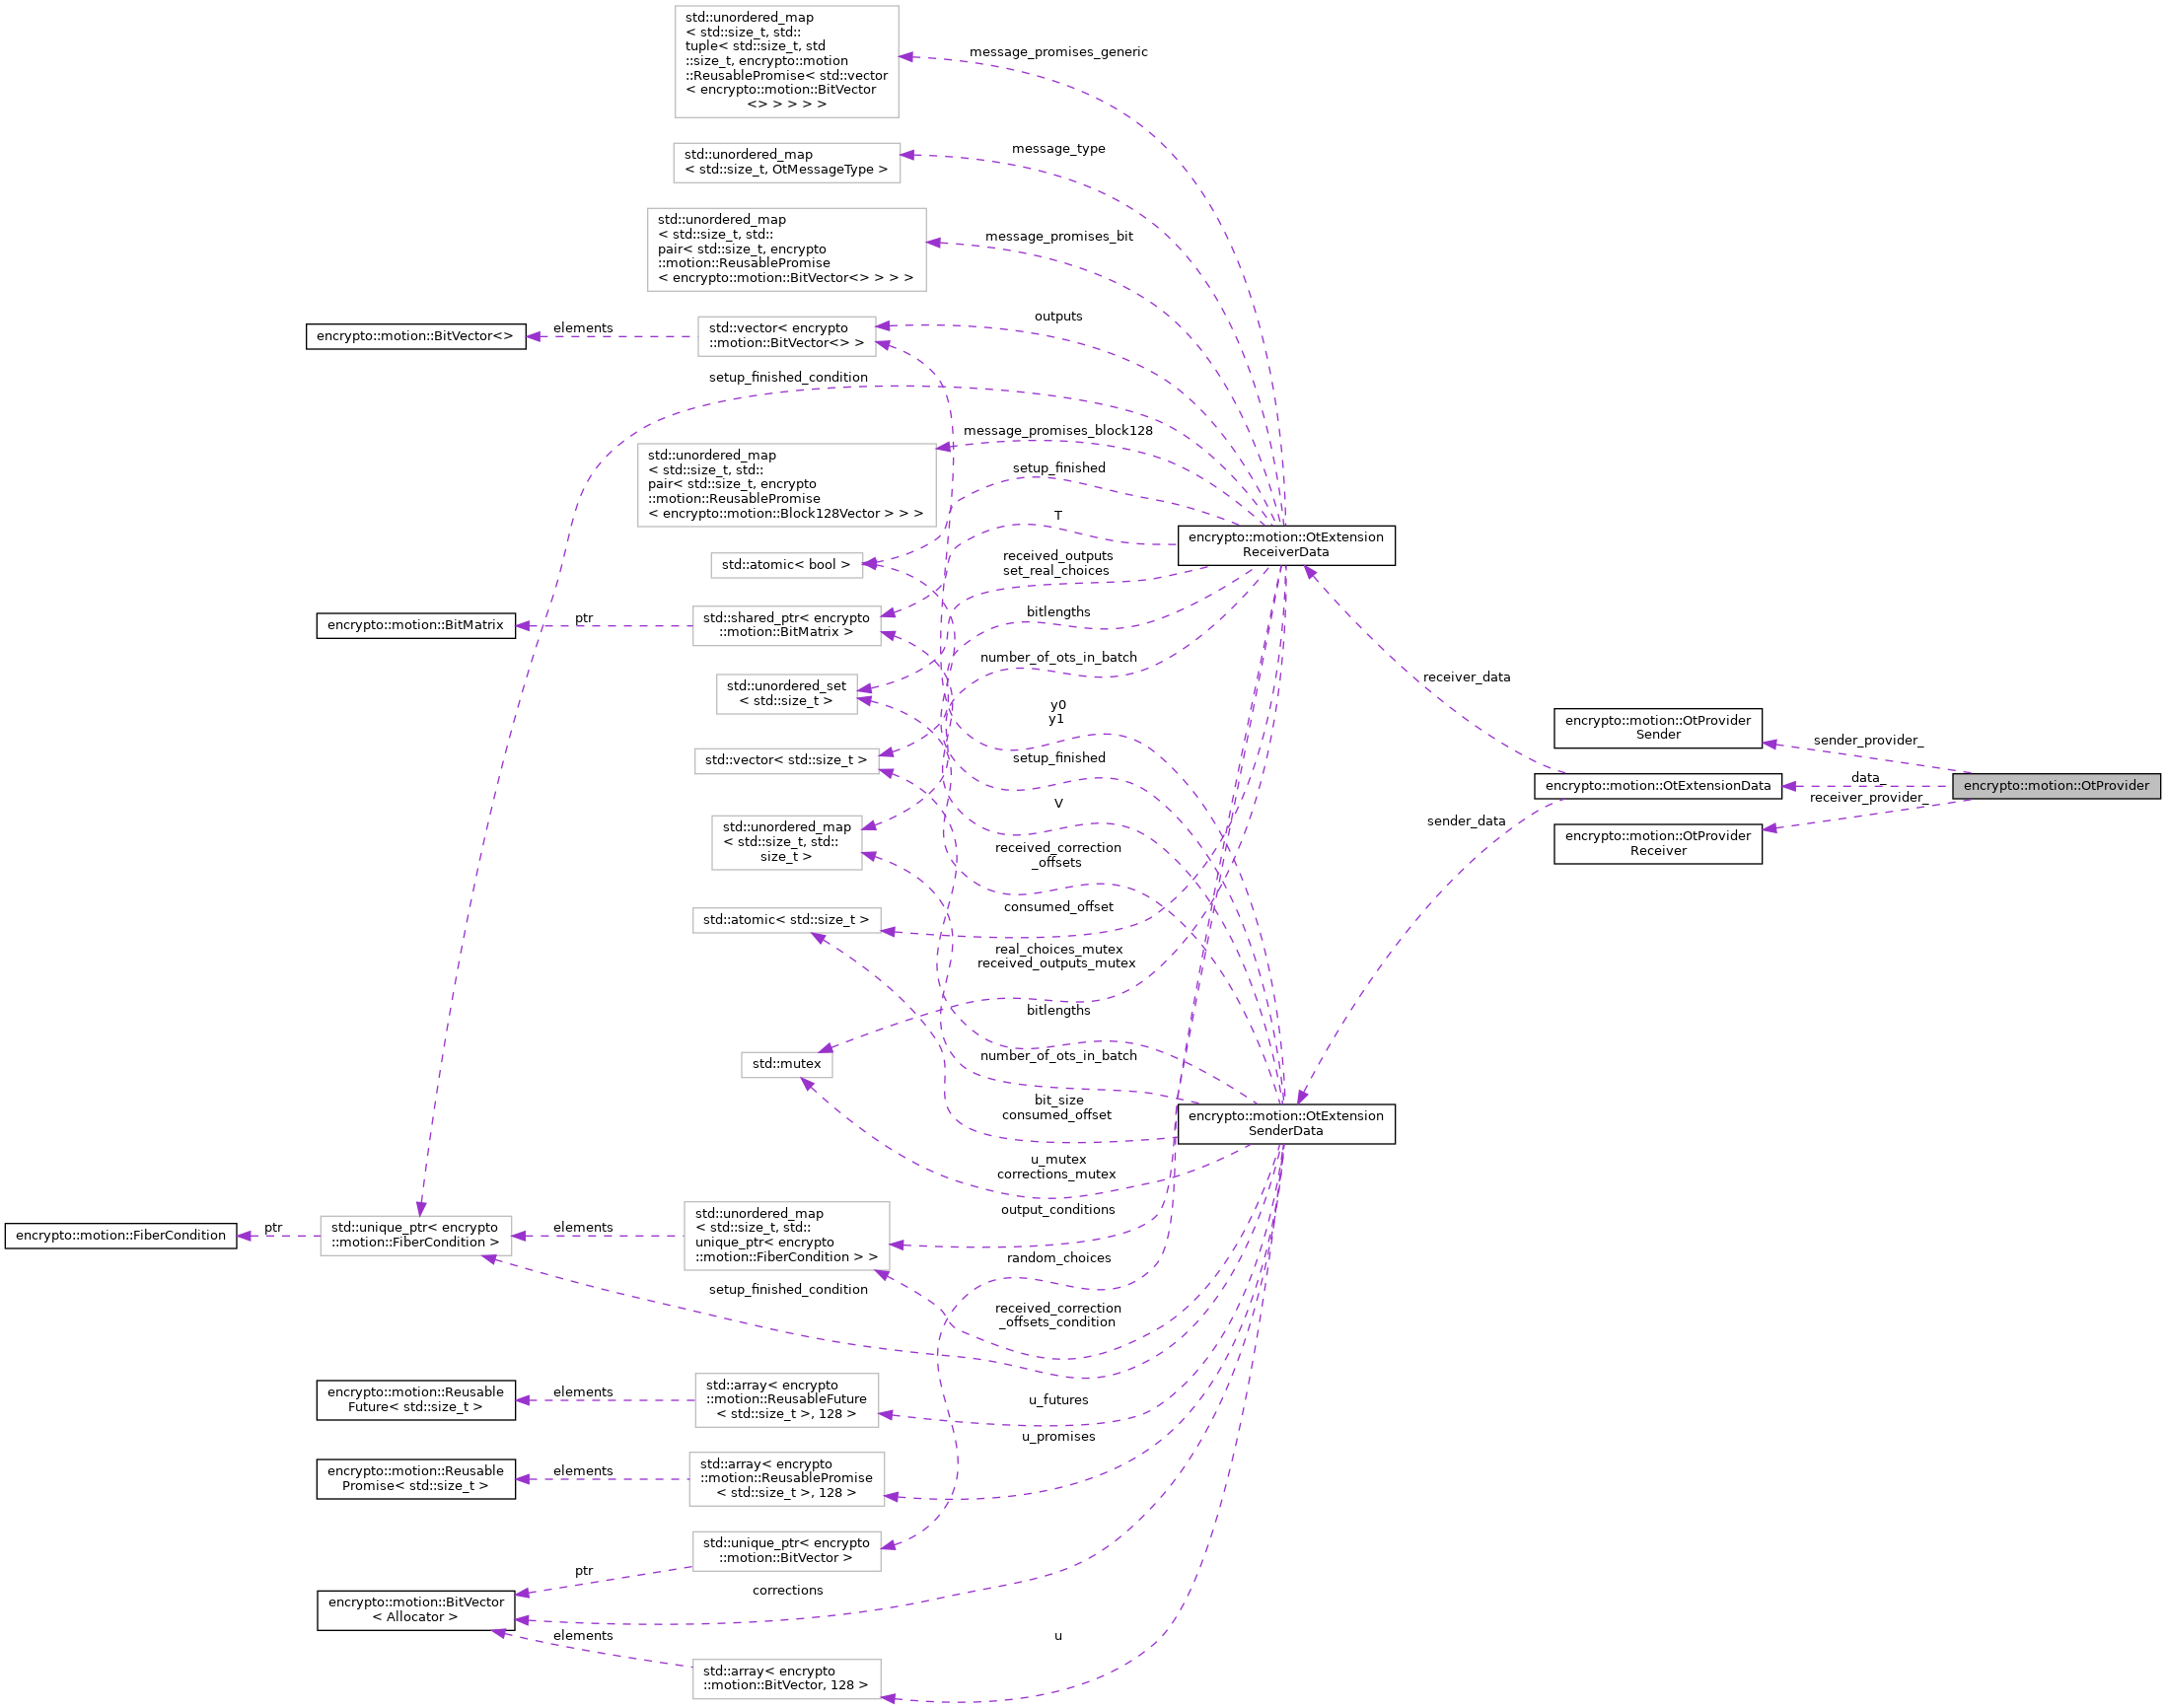 std::unordered_map
< std::size_t, std::
tuple< std::size_t, std
::size_t, encrypto::motion
::ReusablePromise< std::vector
< encrypto::motion::BitVector
<> > > > >
message_promises_generic
std::unordered_map
< std::size_t, OtMessageType >
message_type
std::unordered_map
< std::size_t, std::
pair< std::size_t, encrypto
::motion::ReusablePromise
< encrypto::motion::BitVector<> > > >
message_promises_bit
encrypto::motion::BitVector<>
elements
std::vector< encrypto
::motion::BitVector<> >
outputs
setup_finished_condition
std::unordered_map
< std::size_t, std::
pair< std::size_t, encrypto
::motion::ReusablePromise
< encrypto::motion::Block128Vector > > >
message_promises_block128
setup_finished
std::atomic< bool >
T
received_outputs
set_real_choices
encrypto::motion::OtExtension
ReceiverData
encrypto::motion::BitMatrix
ptr
std::shared_ptr< encrypto
::motion::BitMatrix >
bitlengths
number_of_ots_in_batch
std::unordered_set
< std::size_t >
y0
y1
receiver_data
encrypto::motion::OtProvider
Sender
sender_provider_
std::vector< std::size_t >
setup_finished
encrypto::motion::OtExtensionData
data_
encrypto::motion::OtProvider
receiver_provider_
V
std::unordered_map
< std::size_t, std::
size_t >
sender_data
encrypto::motion::OtProvider
Receiver
received_correction
_offsets
std::atomic< std::size_t >
consumed_offset
real_choices_mutex
received_outputs_mutex
bitlengths
std::mutex
number_of_ots_in_batch
bit_size
consumed_offset
encrypto::motion::OtExtension
SenderData
u_mutex
corrections_mutex
output_conditions
encrypto::motion::FiberCondition
ptr
std::unique_ptr< encrypto
::motion::FiberCondition >
elements
std::unordered_map
< std::size_t, std::
unique_ptr< encrypto
::motion::FiberCondition > >
random_choices
setup_finished_condition
received_correction
_offsets_condition
encrypto::motion::Reusable
Future< std::size_t >
elements
std::array< encrypto
::motion::ReusableFuture
< std::size_t >, 128 >
u_futures
u_promises
encrypto::motion::Reusable
Promise< std::size_t >
elements
std::array< encrypto
::motion::ReusablePromise
< std::size_t >, 128 >
std::unique_ptr< encrypto
::motion::BitVector >
ptr
encrypto::motion::BitVector
< Allocator >
corrections
elements
u
std::array< encrypto
::motion::BitVector, 128 >